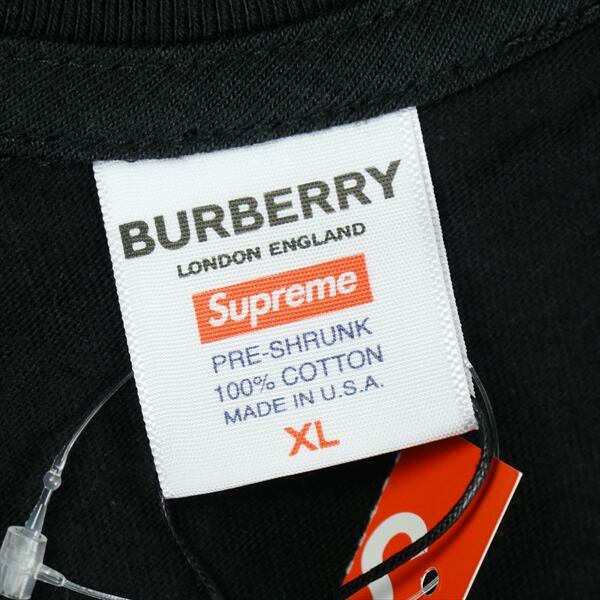 BURBERRY
LONDON ENGLAND
Supreme
PRE-SHRUNK
100% COTTON
MADE IN U.S.A.
XL